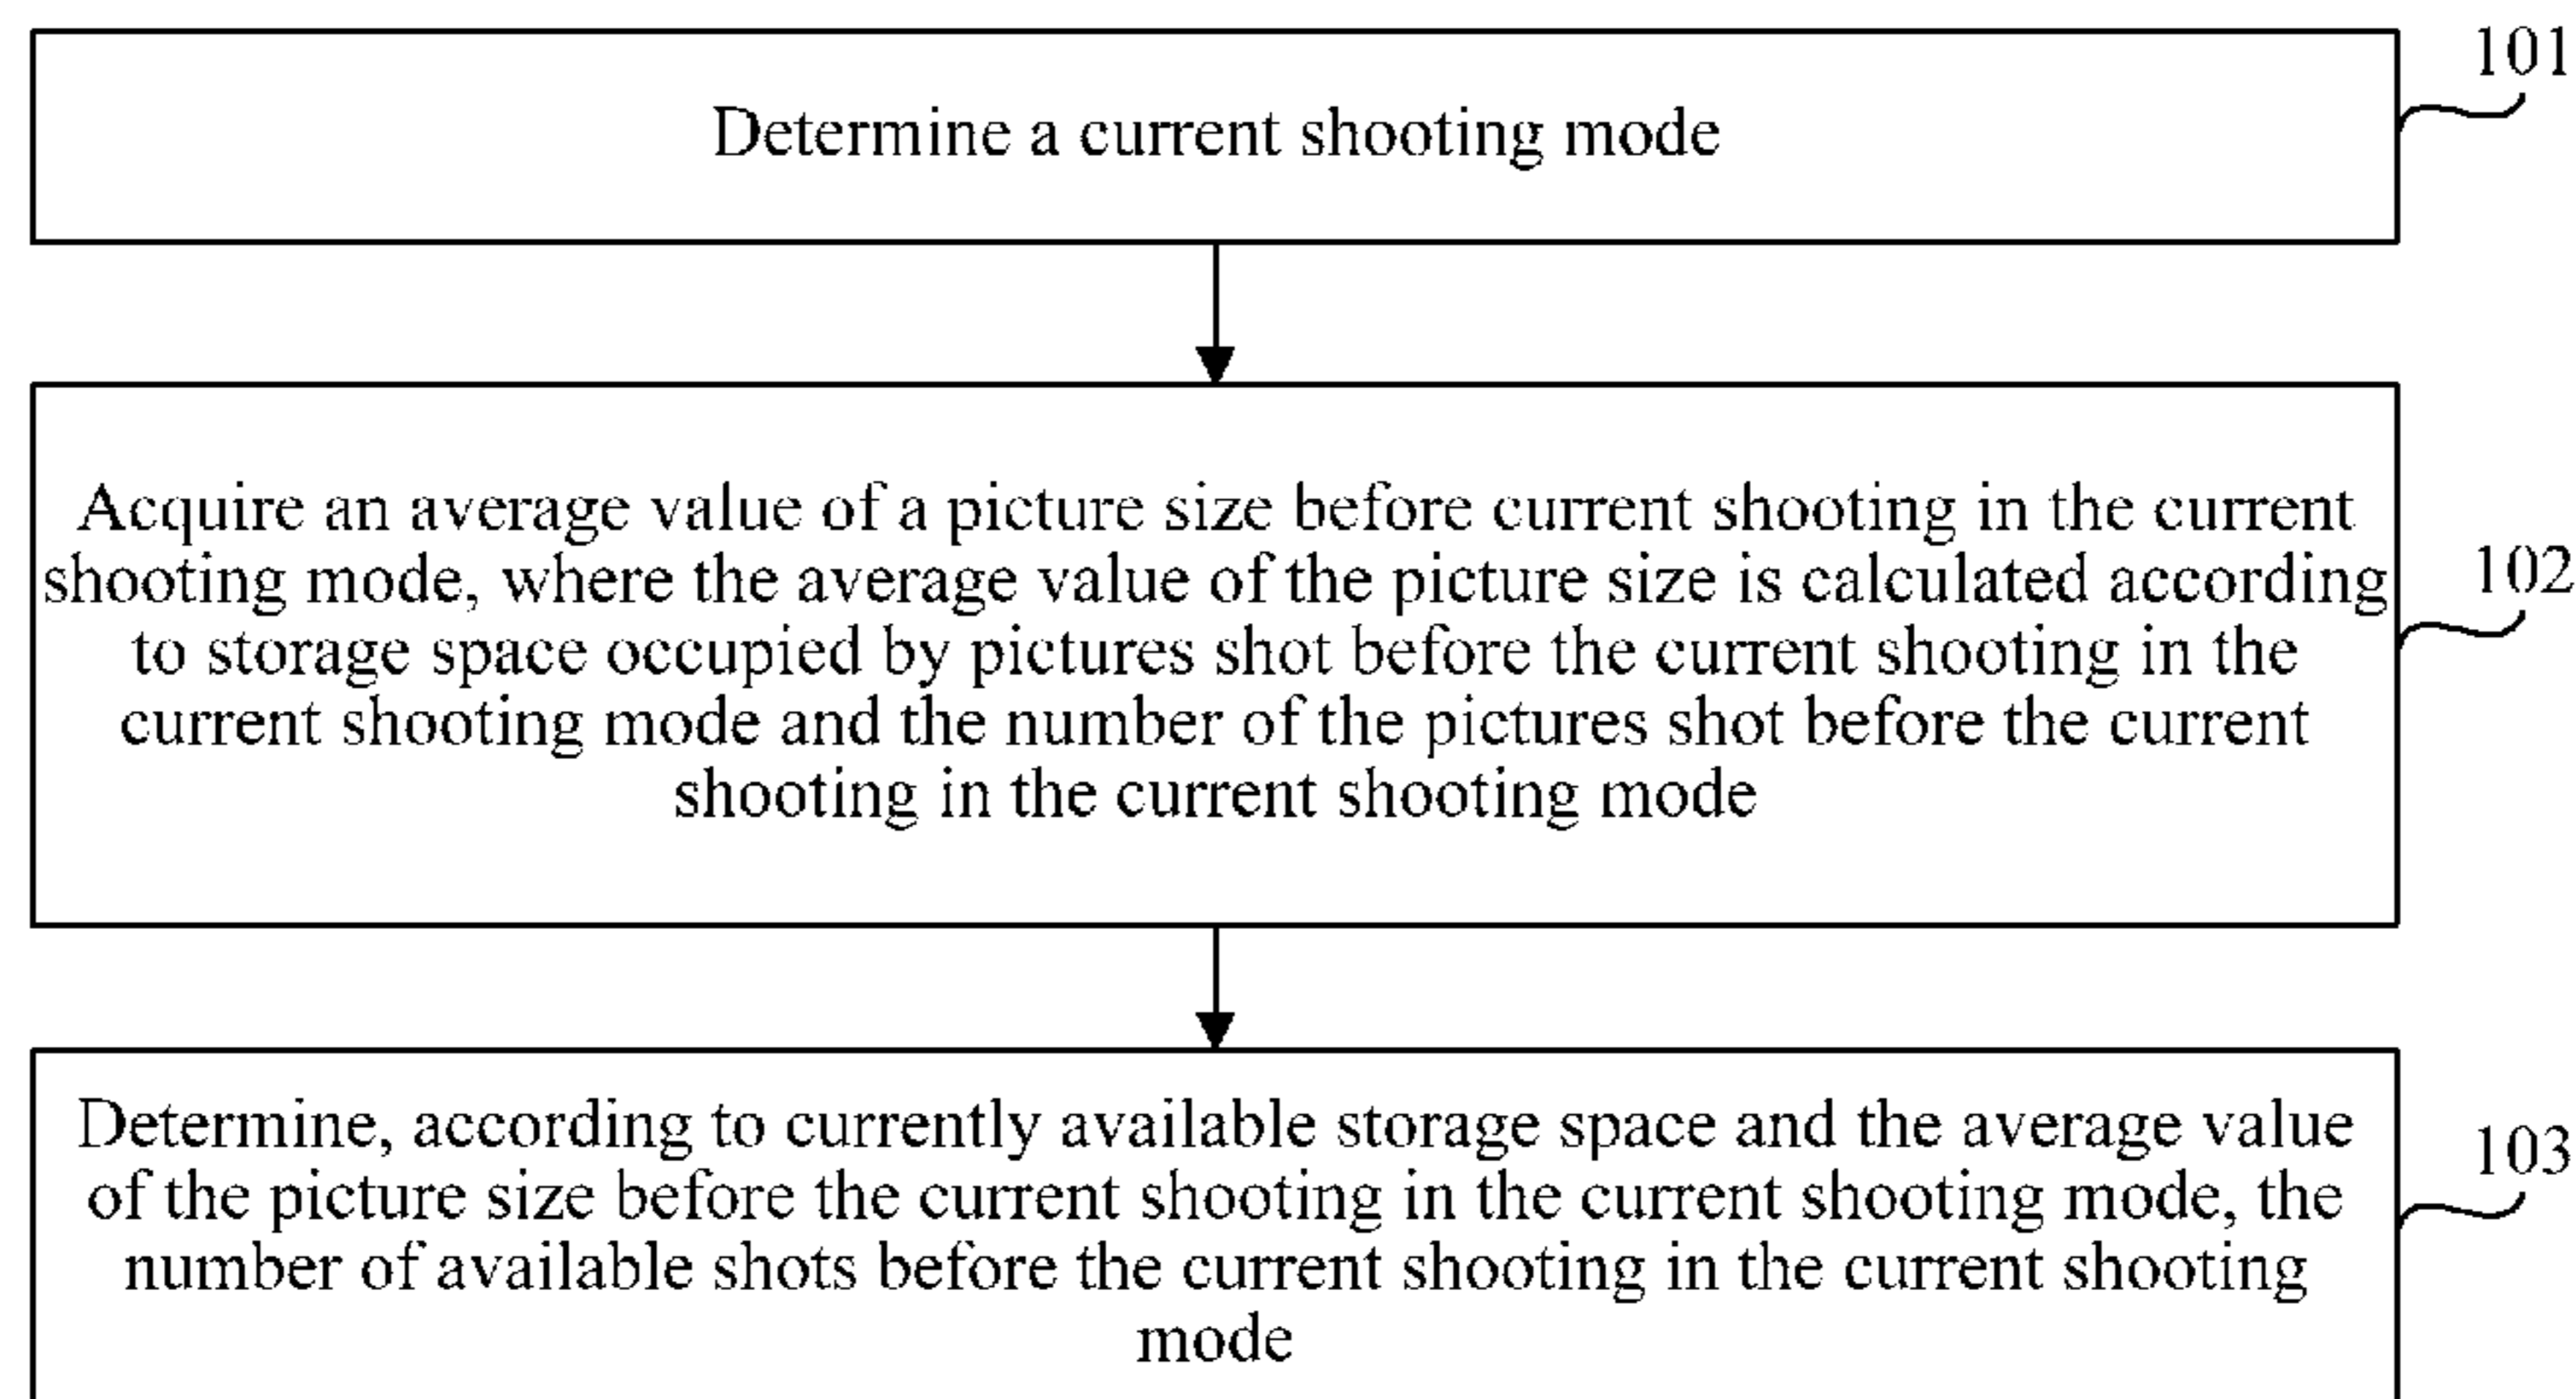 101
Determine a current shooting mode
Acquire an average value of a picture size before current shooting in the current
shooting mode, where the average value of the picture size is calculated according
to storage space occupied by pictures shot before the current shooting in the
current shooting mode and the number of the pictures shot before the current
shooting in the current shooting mode
102
Determine, according to currently available storage space and the average value
of the picture size before the current shooting in the current shooting mode, the
number of available shots before the current shooting in the current shooting
mode
103